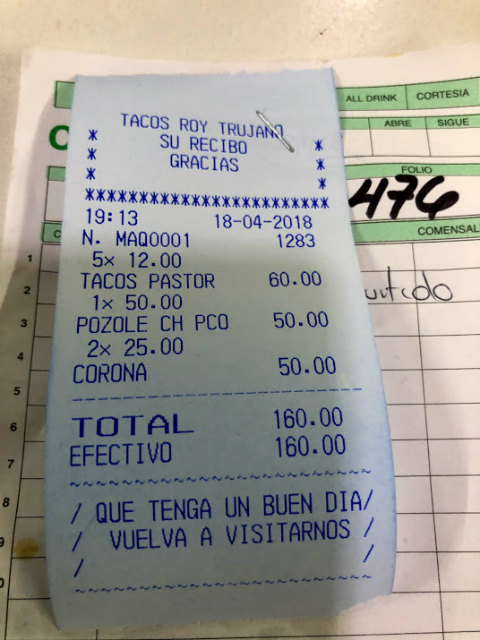 ALL DRINK CORTESIA
ABRE SIGUE
FOLIO
476
COMENSAL
TACOS ROY TRUJANO
* SU RECIBO *
* GRACIAS *
* *
***********************
19:13 18-04-2018
N. MAQ0001 1283
5x 12.00
TACOS PASTOR 60.00
1x 50.00
POZOLE CH PCO 50.00
2x 25.00
CORONA 50.00
--------------------------------
TOTAL 160.00
EFECTIVO 160.00
~~~~~~~~~~~~~~~~~~~~~~~~~~~~~~~~
/ QUE TENGA UN BUEN DIA/
/ VUELVA A VISITARNOS /
/ /
~~~~~~~~~~~~~~~~~~~~~~~~~~~~~~~~
1
2
3
4
5
6
7
8
9
0